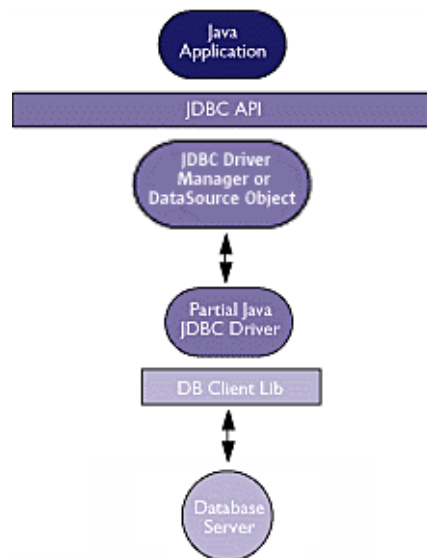 Java
Application
JDBC API
JDBC Driver
Manager or
DataSource Object
Partial Java
JDBC Driver
DB Client Lib
Database
Server